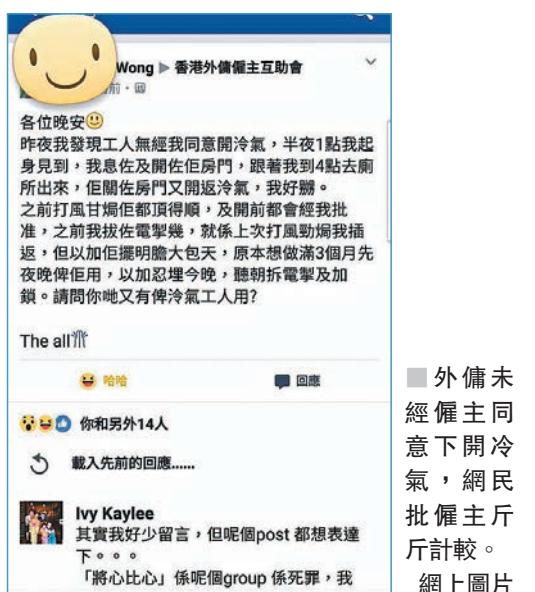 Wong ▶ 香港外傭僱主互助會
各位晚安
昨夜我發現工人無經我同意開冷氣，半夜1點我起
身見到，我息佐及開佐佢房門，跟著我到4點去廁
所出來，佢關佐房門又開返冷氣，我好嬲。
之前打風甘焗佢都頂得順，及開前都會經我批
准，之前我拔佐電掣幾，就係上次打風勁焗我插
返，但以加佢擺明膽大包天，原本想做滿3個月先
夜晚俾佢用，以加忍埋今晚，聽朝拆電掣及加
鎖。請問你哋又有俾冷氣工人用?
The all
哈哈
回應
你和另外14人
載入先前的回應......
Ivy Kaylee
其實我好少留言，但呢個post 都想表達
下。。。
「將心比心」係呢個group 係死罪，我
■外傭未
經僱主同
意下開冷
氣，網民
批僱主斤
斤計較。
網上圖片